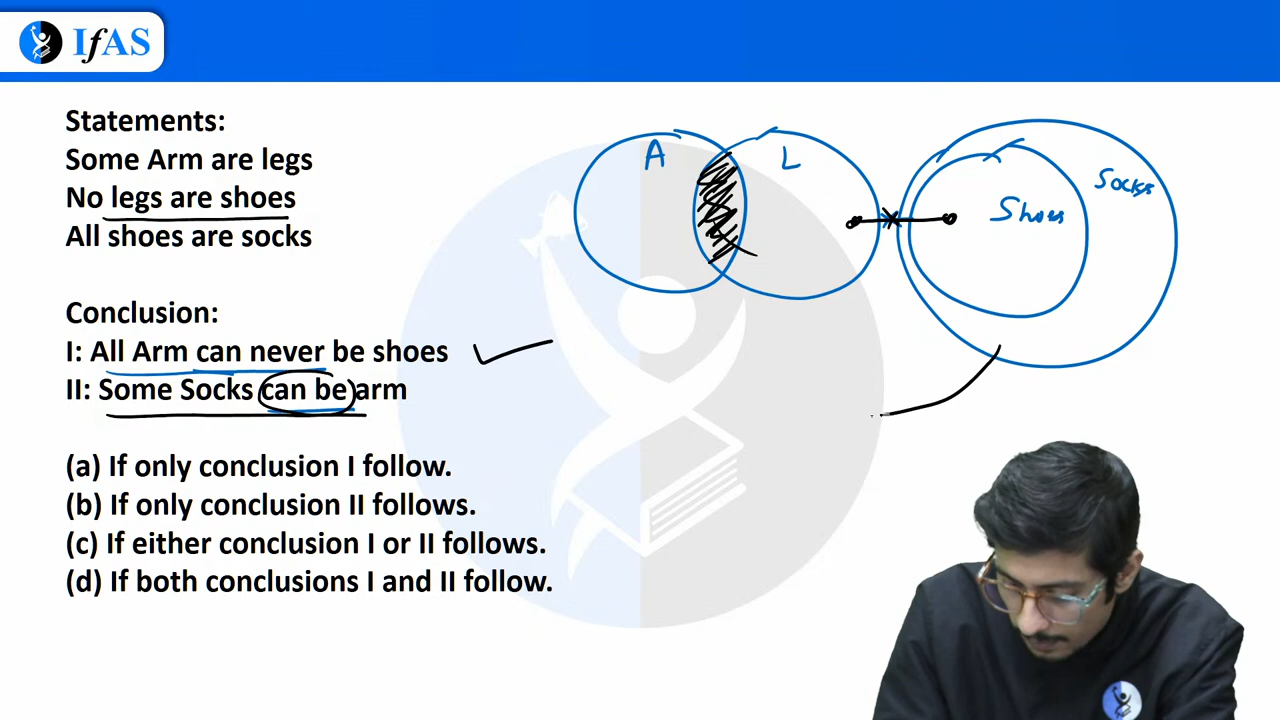 IfAS
Statements:
Some Arm are legs
No legs are shoes
All shoes are socks
Conclusion:
I: All Arm can never be shoes
II: Some Socks can be arm
(a) If only conclusion I follow.
(b) If only conclusion II follows.
(c) If either conclusion I or II follows.
(d) If both conclusions I and II follow.
A
L
Shoes
Socks